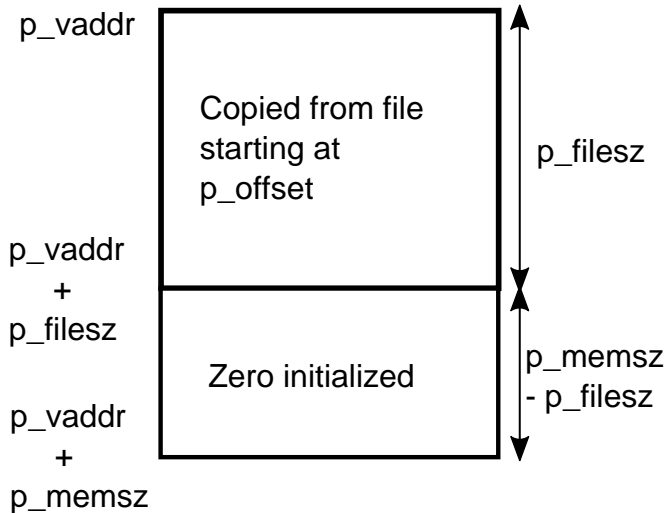 p_vaddr
Copied from file
starting at
p_offset
p_filesz
p_vaddr
+
p_filesz
Zero initialized
p_memsz
- p_filesz
p_vaddr
+
p_memsz